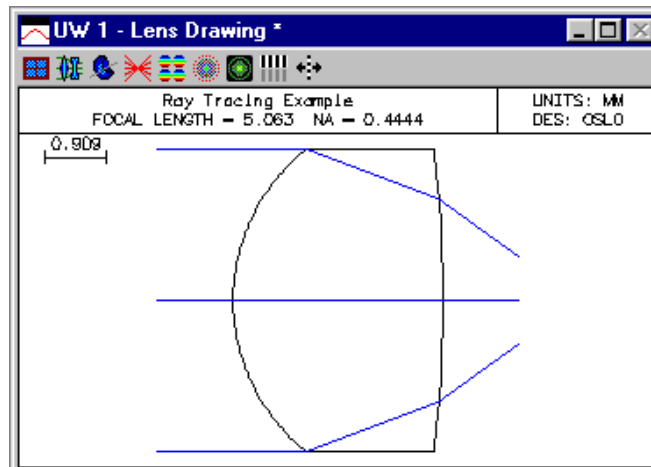 UW 1 - Lens Drawing *
Ray Tracing Example
FOCAL LENGTH = 5.063 NA = 0.4444
UNITS: MM
DES: OSLO
0.909